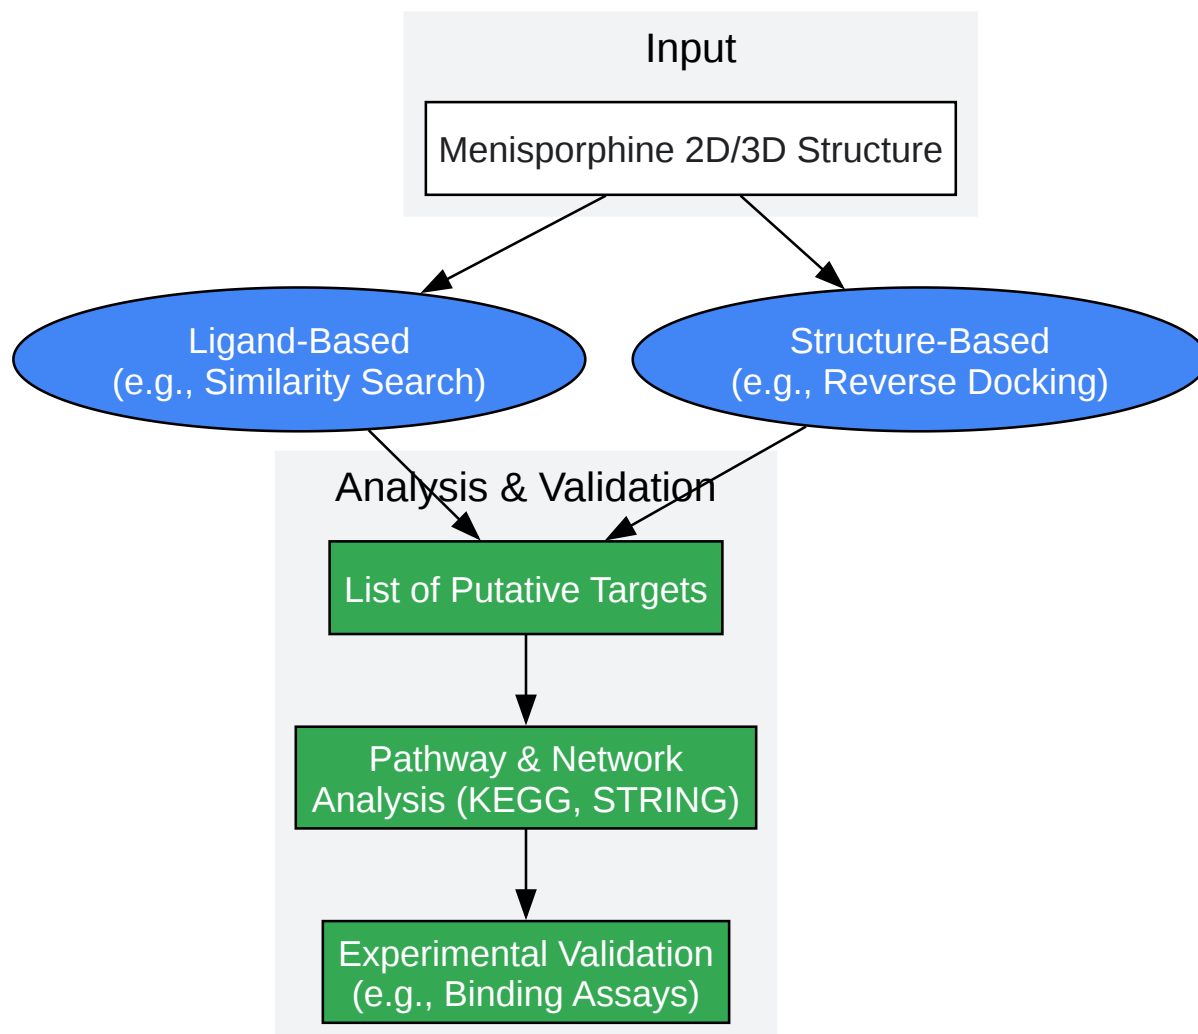 Input
Menisporphine 2D/3D Structure
Ligand-Based
(e.g., Similarity Search)
Structure-Based
(e.g., Reverse Docking)
Analysis & Validation
List of Putative Targets
Pathway & Network
Analysis (KEGG, STRING)
Experimental Validation
(e.g., Binding Assays)